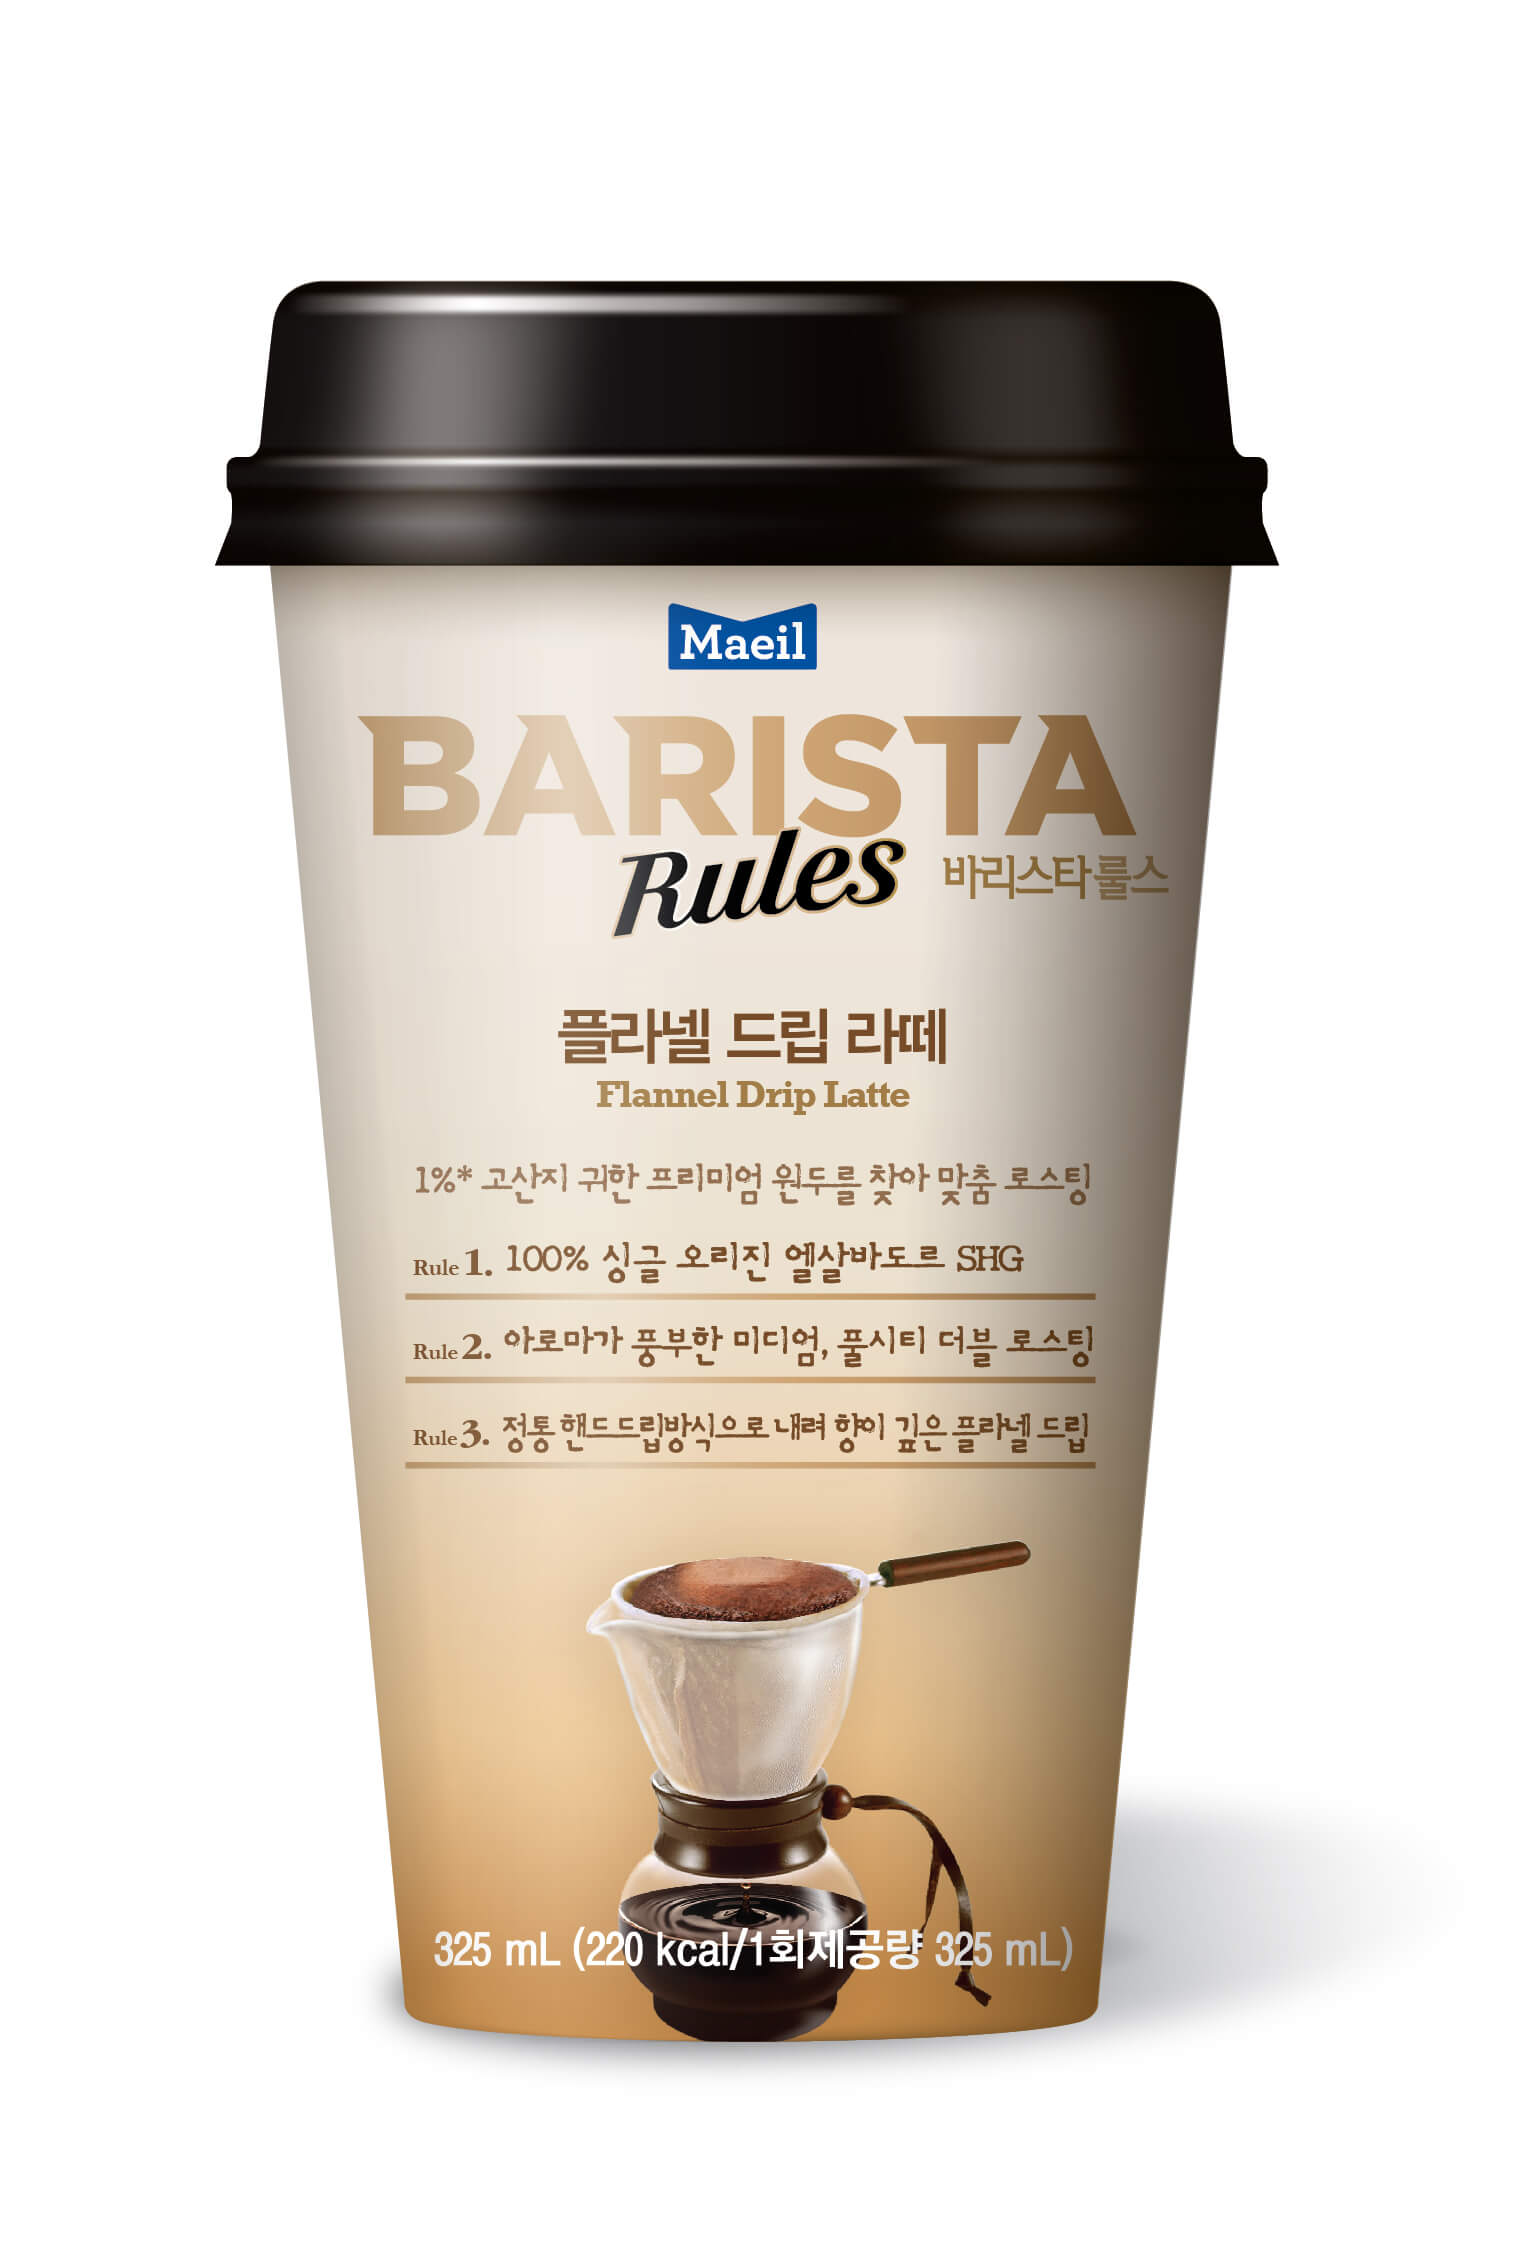 Maeil
BARISTA
Rules 바리스타룰스
플라넬 드립 라떼
Flannel Drip Latte
1%* 고산지 귀한 프리미엄 원두를 찾아 맞춤 로스팅
Rule 1. 100% 싱글 오리진 엘살바도르 SHG
Rule 2. 아로마가 풍부한 미디엄, 풀시티 더블 로스팅
Rule 3. 정통 핸드드립방식으로 내려 향이 깊은 플라넬 드립
325 mL (220 kcal/1회제공량 325 mL)